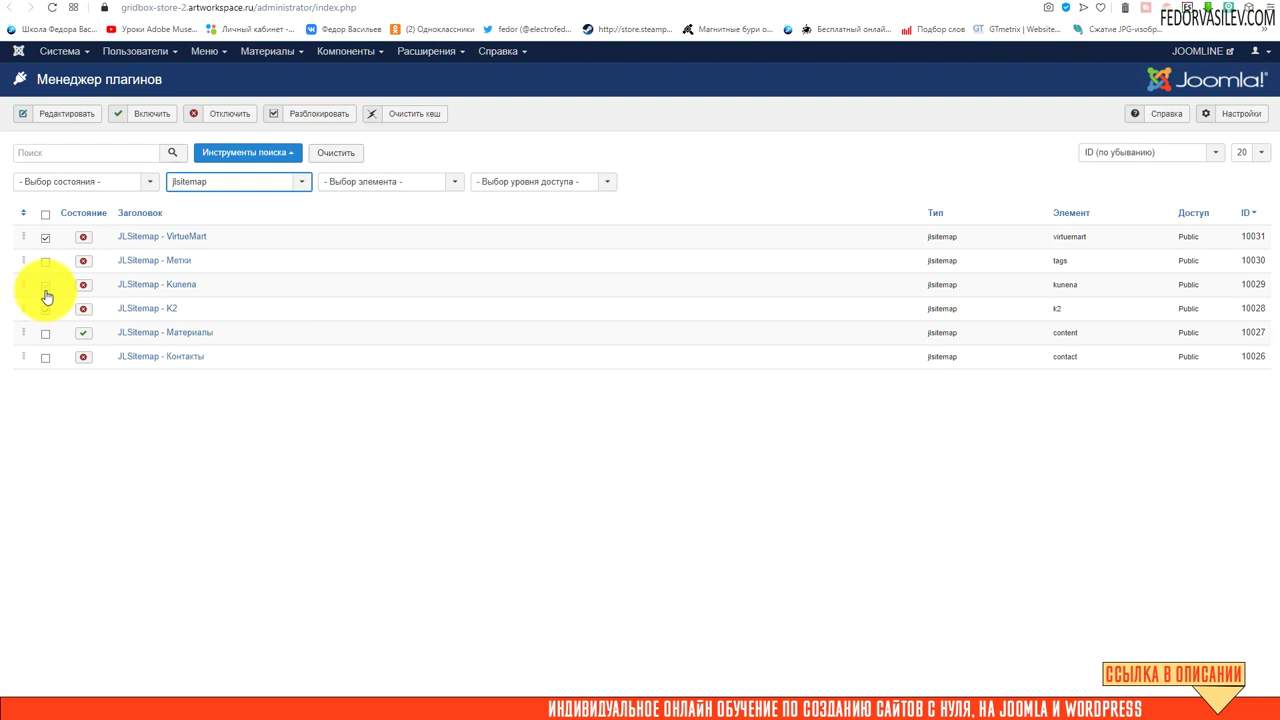 gridbox-store-2.artworkspace.ru/administrator/index.php
FEDORVASILEV.COM
Школа Федора Вас... Уроки Adobe Muse... Личный кабинет -... Федор Васильев (2) Одноклассники fedor (@electrofed... http://store.steamp... Магнитные бури о... Бесплатный онлай... Подбор слов GTmetrix | Website... Сжатие JPG-изобр... »
Система Пользователи Меню Материалы Компоненты Расширения Справка JOOMLINE
Менеджер плагинов Joomla!®
Редактировать Включить Отключить Разблокировать Очистить кеш Справка Настройки
Поиск Инструменты поиска Очистить ID (по убыванию) 20
- Выбор состояния - jlsitemap - Выбор элемента - - Выбор уровня доступа -
Состояние Заголовок Тип Элемент Доступ ID
JLSitemap - VirtueMart jlsitemap virtuemart Public 10031
JLSitemap - Метки jlsitemap tags Public 10030
JLSitemap - Kunena jlsitemap kunena Public 10029
JLSitemap - K2 jlsitemap k2 Public 10028
JLSitemap - Материалы jlsitemap content Public 10027
JLSitemap - Контакты jlsitemap contact Public 10026
ССЫЛКА В ОПИСАНИИ
ИНДИВИДУАЛЬНОЕ ОНЛАЙН ОБУЧЕНИЕ ПО СОЗДАНИЮ САЙТОВ С НУЛЯ, НА JOOMLA И WORDPRESS